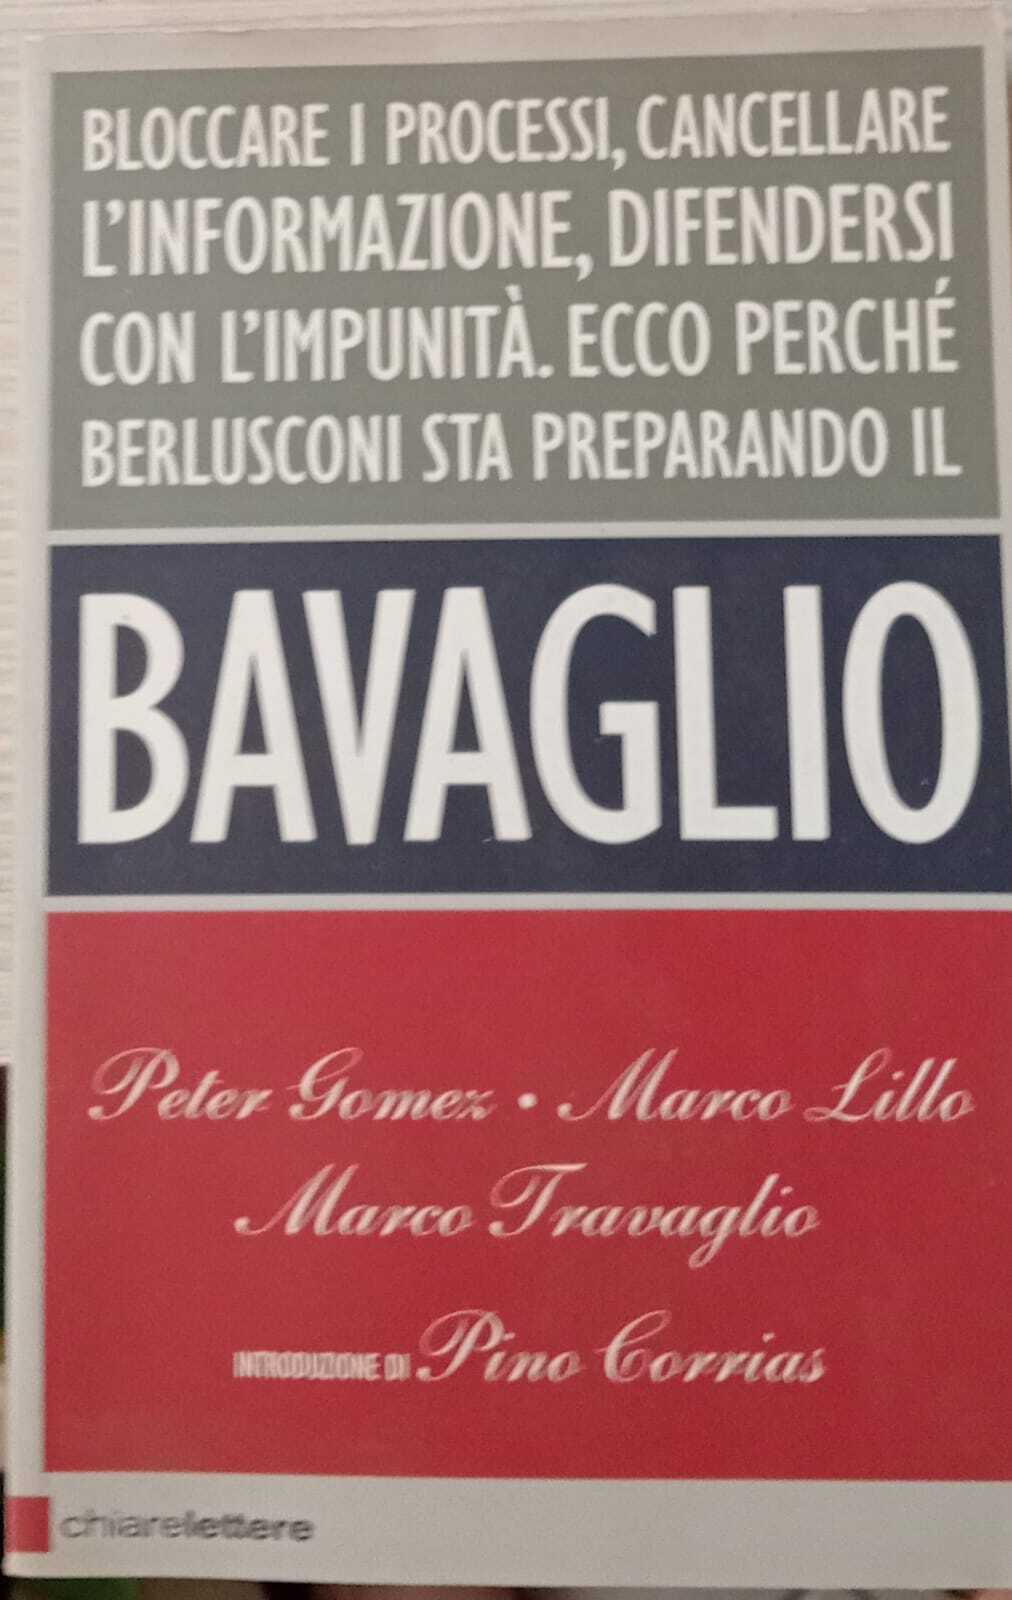 BLOCCARE I PROCESSI, CANCELLARE
L'INFORMAZIONE, DIFENDERSI
CON L'IMPUNITÀ. ECCO PERCHÉ
BERLUSCONI STA PREPARANDO IL
BAVAGLIO
Peter Gomez • Marco Lillo
Marco Travaglio
INTRODUZIONE DI Pino Corrias
chiarelettere